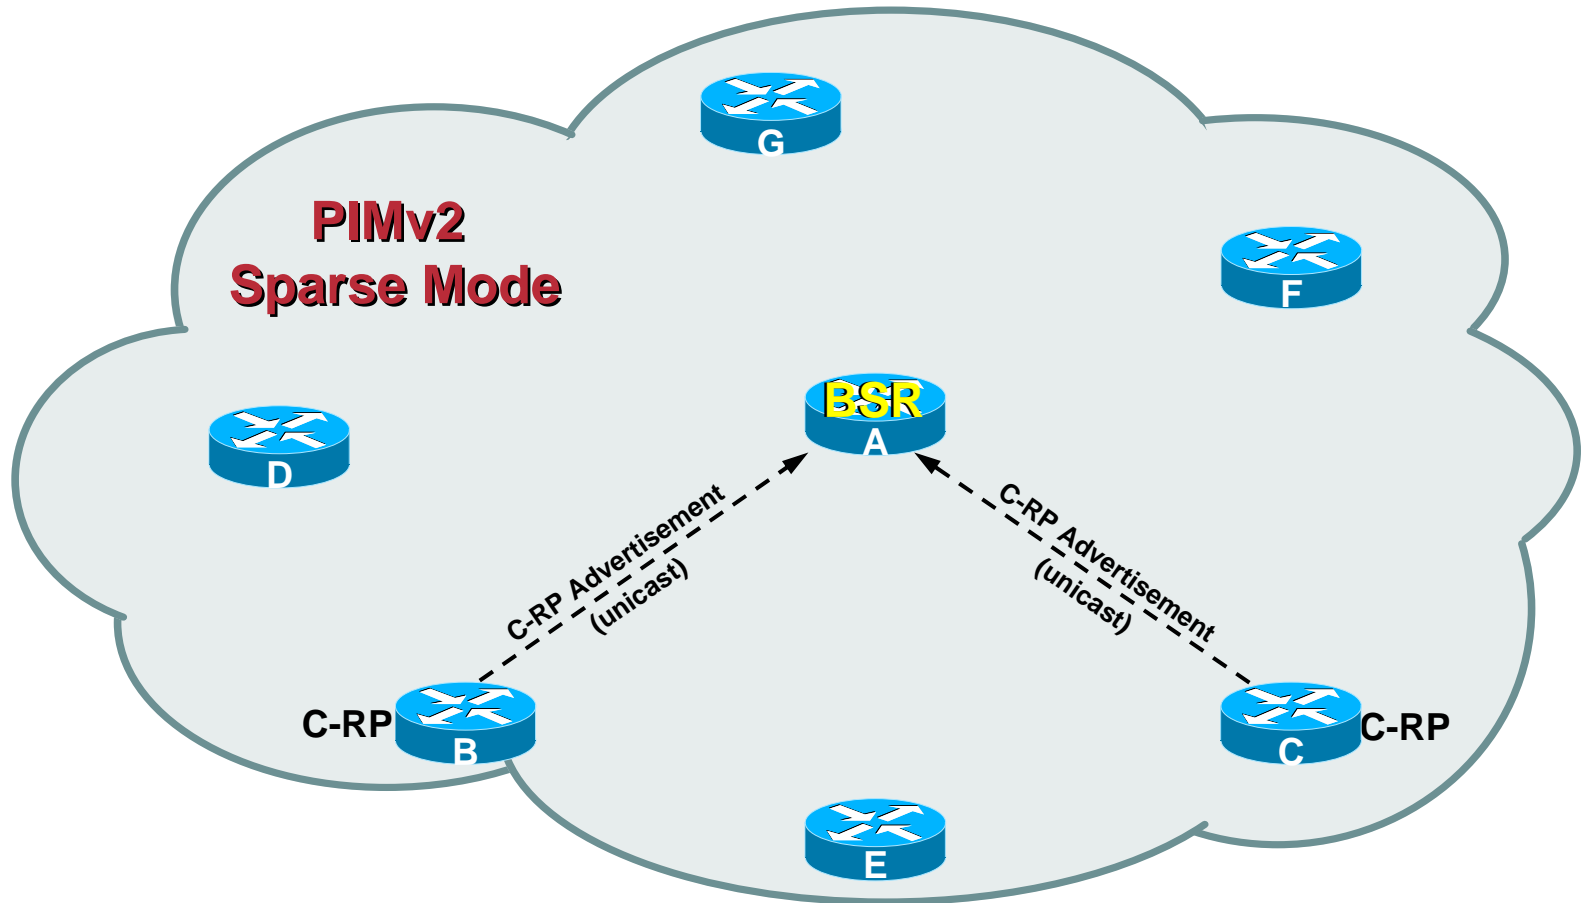 G
PIMv2
Sparse Mode
F
BSR
A
D
C-RP Advertisement
(unicast)
C-RP Advertisement
(unicast)
C-RP
B
C
C-RP
E